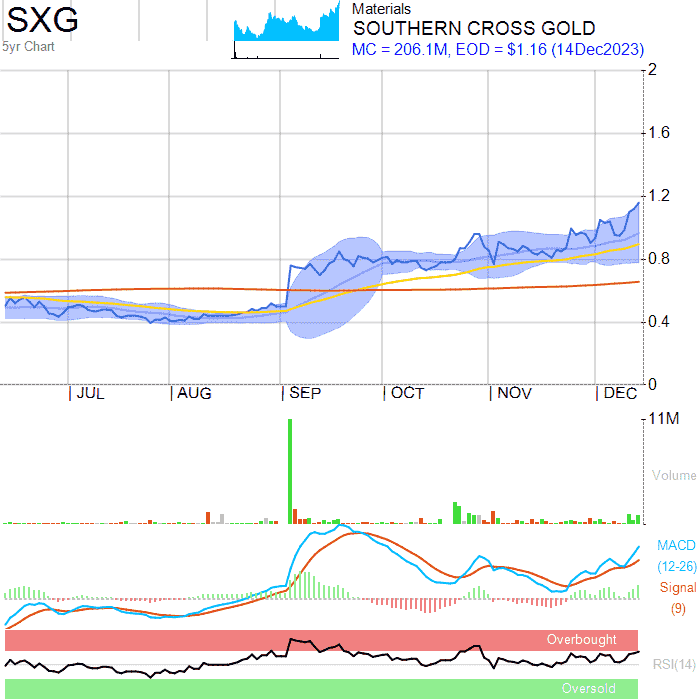 SXG
5yr Chart
Materials
SOUTHERN CROSS GOLD
MC = 206.1M, EOD = $1.16 (14Dec2023)
2
1.6
1.2
0.8
0.4
0
JUL AUG SEP OCT NOV DEC
11M
Volume
MACD
(12-26)
Signal
(9)
Overbought
RSI(14)
Oversold